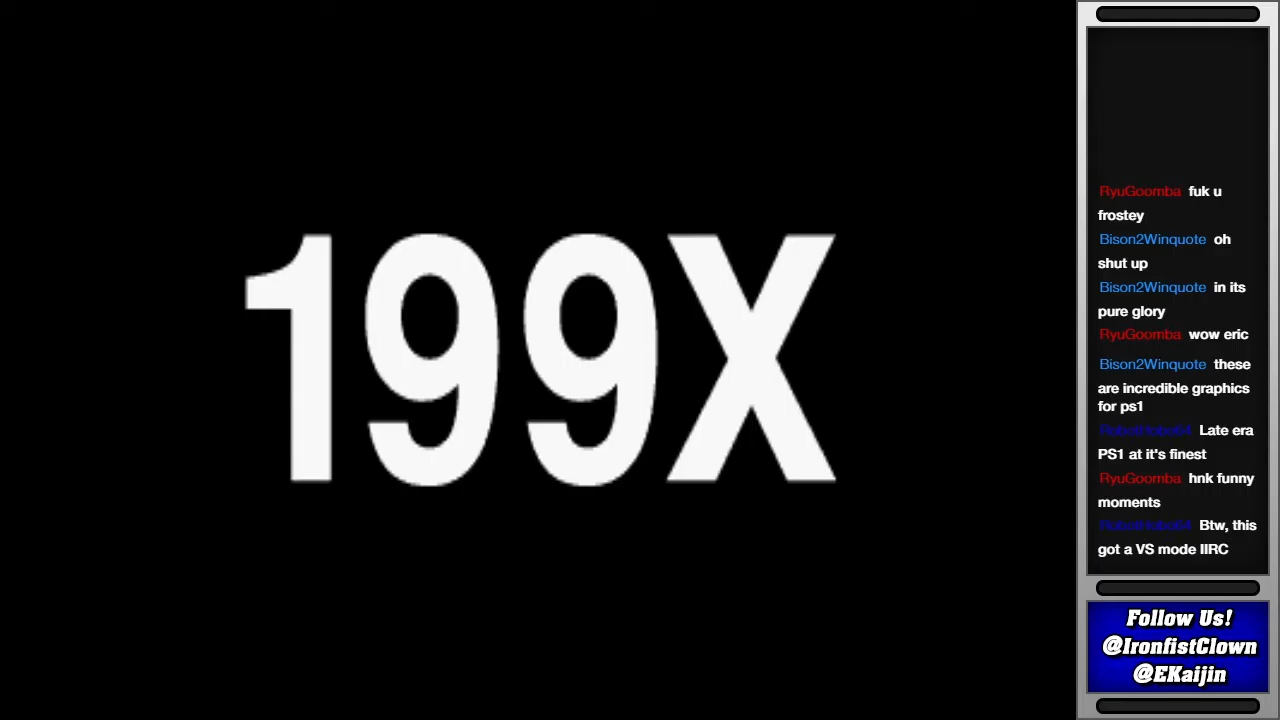 199X
RyuGoomba fuk u
frostey
Bison2Winquote oh
shut up
Bison2Winquote in its
pure glory
RyuGoomba wow eric
Bison2Winquote these
are incredible graphics
for ps1
RobotHobo64 Late era
PS1 at it's finest
RyuGoomba hnk funny
moments
RobotHobo64 Btw, this
got a VS mode IIRC
Follow Us!
@IronfistClown
@EKaijin